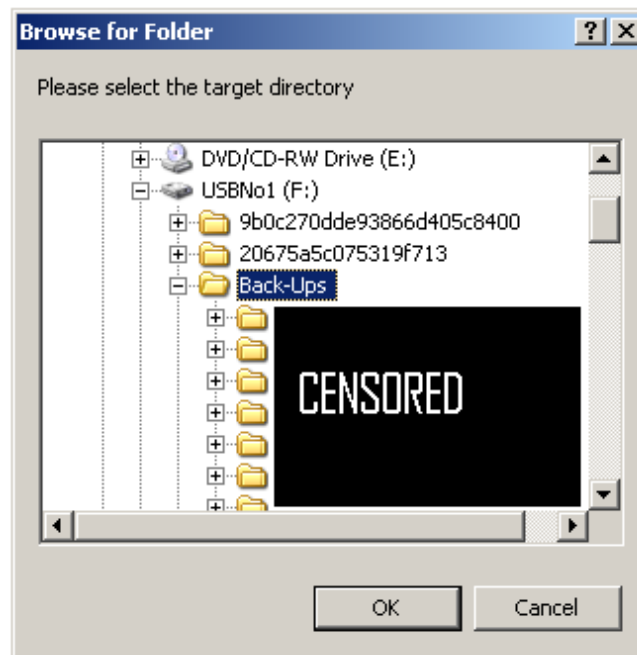 Browse for Folder
Please select the target directory
DVD/CD-RW Drive (E:)
USBNo1 (F:)
9b0c270dde93866d405c8400
20675a5c075319f713
Back-Ups
CENSORED
OK Cancel